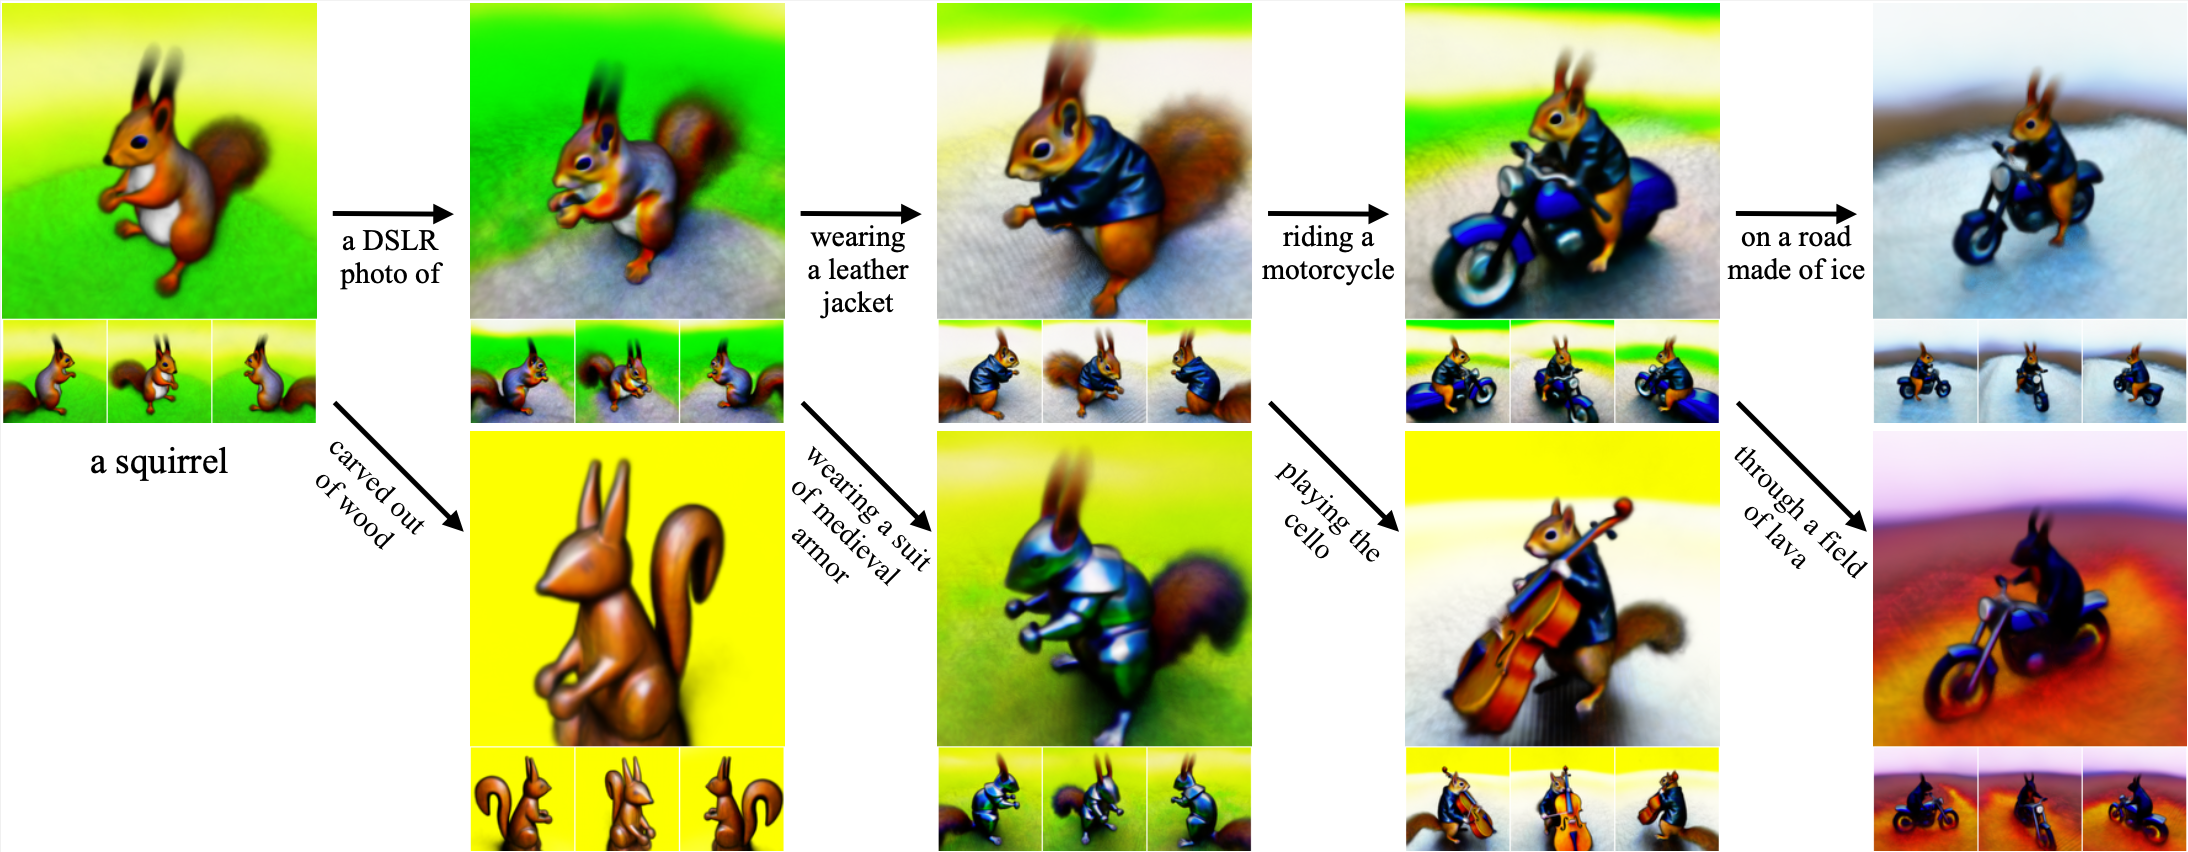 a DSLR
photo of
wearing
a leather
jacket
riding a
motorcycle
on a road
made of ice
a squirrel
carved out
of wood
wearing a suit
of medieval
armor
playing the
cello
through a field
of lava